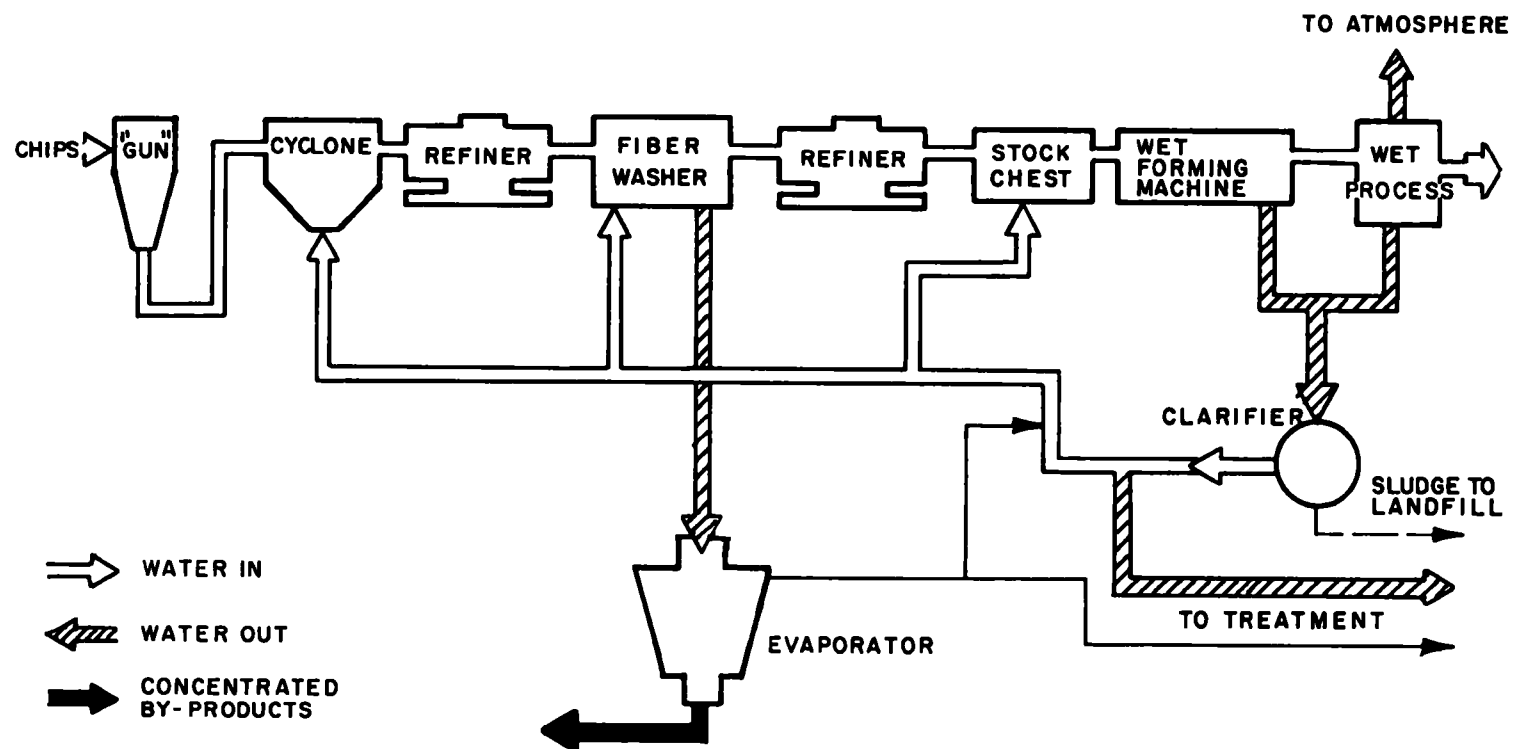 TO ATMOSPHERE
CHIPS
"GUN"
CYCLONE
REFINER
FIBER
WASHER
REFINER
STOCK
CHEST
WET
FORMING
MACHINE
WET
PROCESS
CLARIFIER
SLUDGE TO
LANDFILL
WATER IN
TO TREATMENT
WATER OUT
EVAPORATOR
CONCENTRATED
BY-PRODUCTS